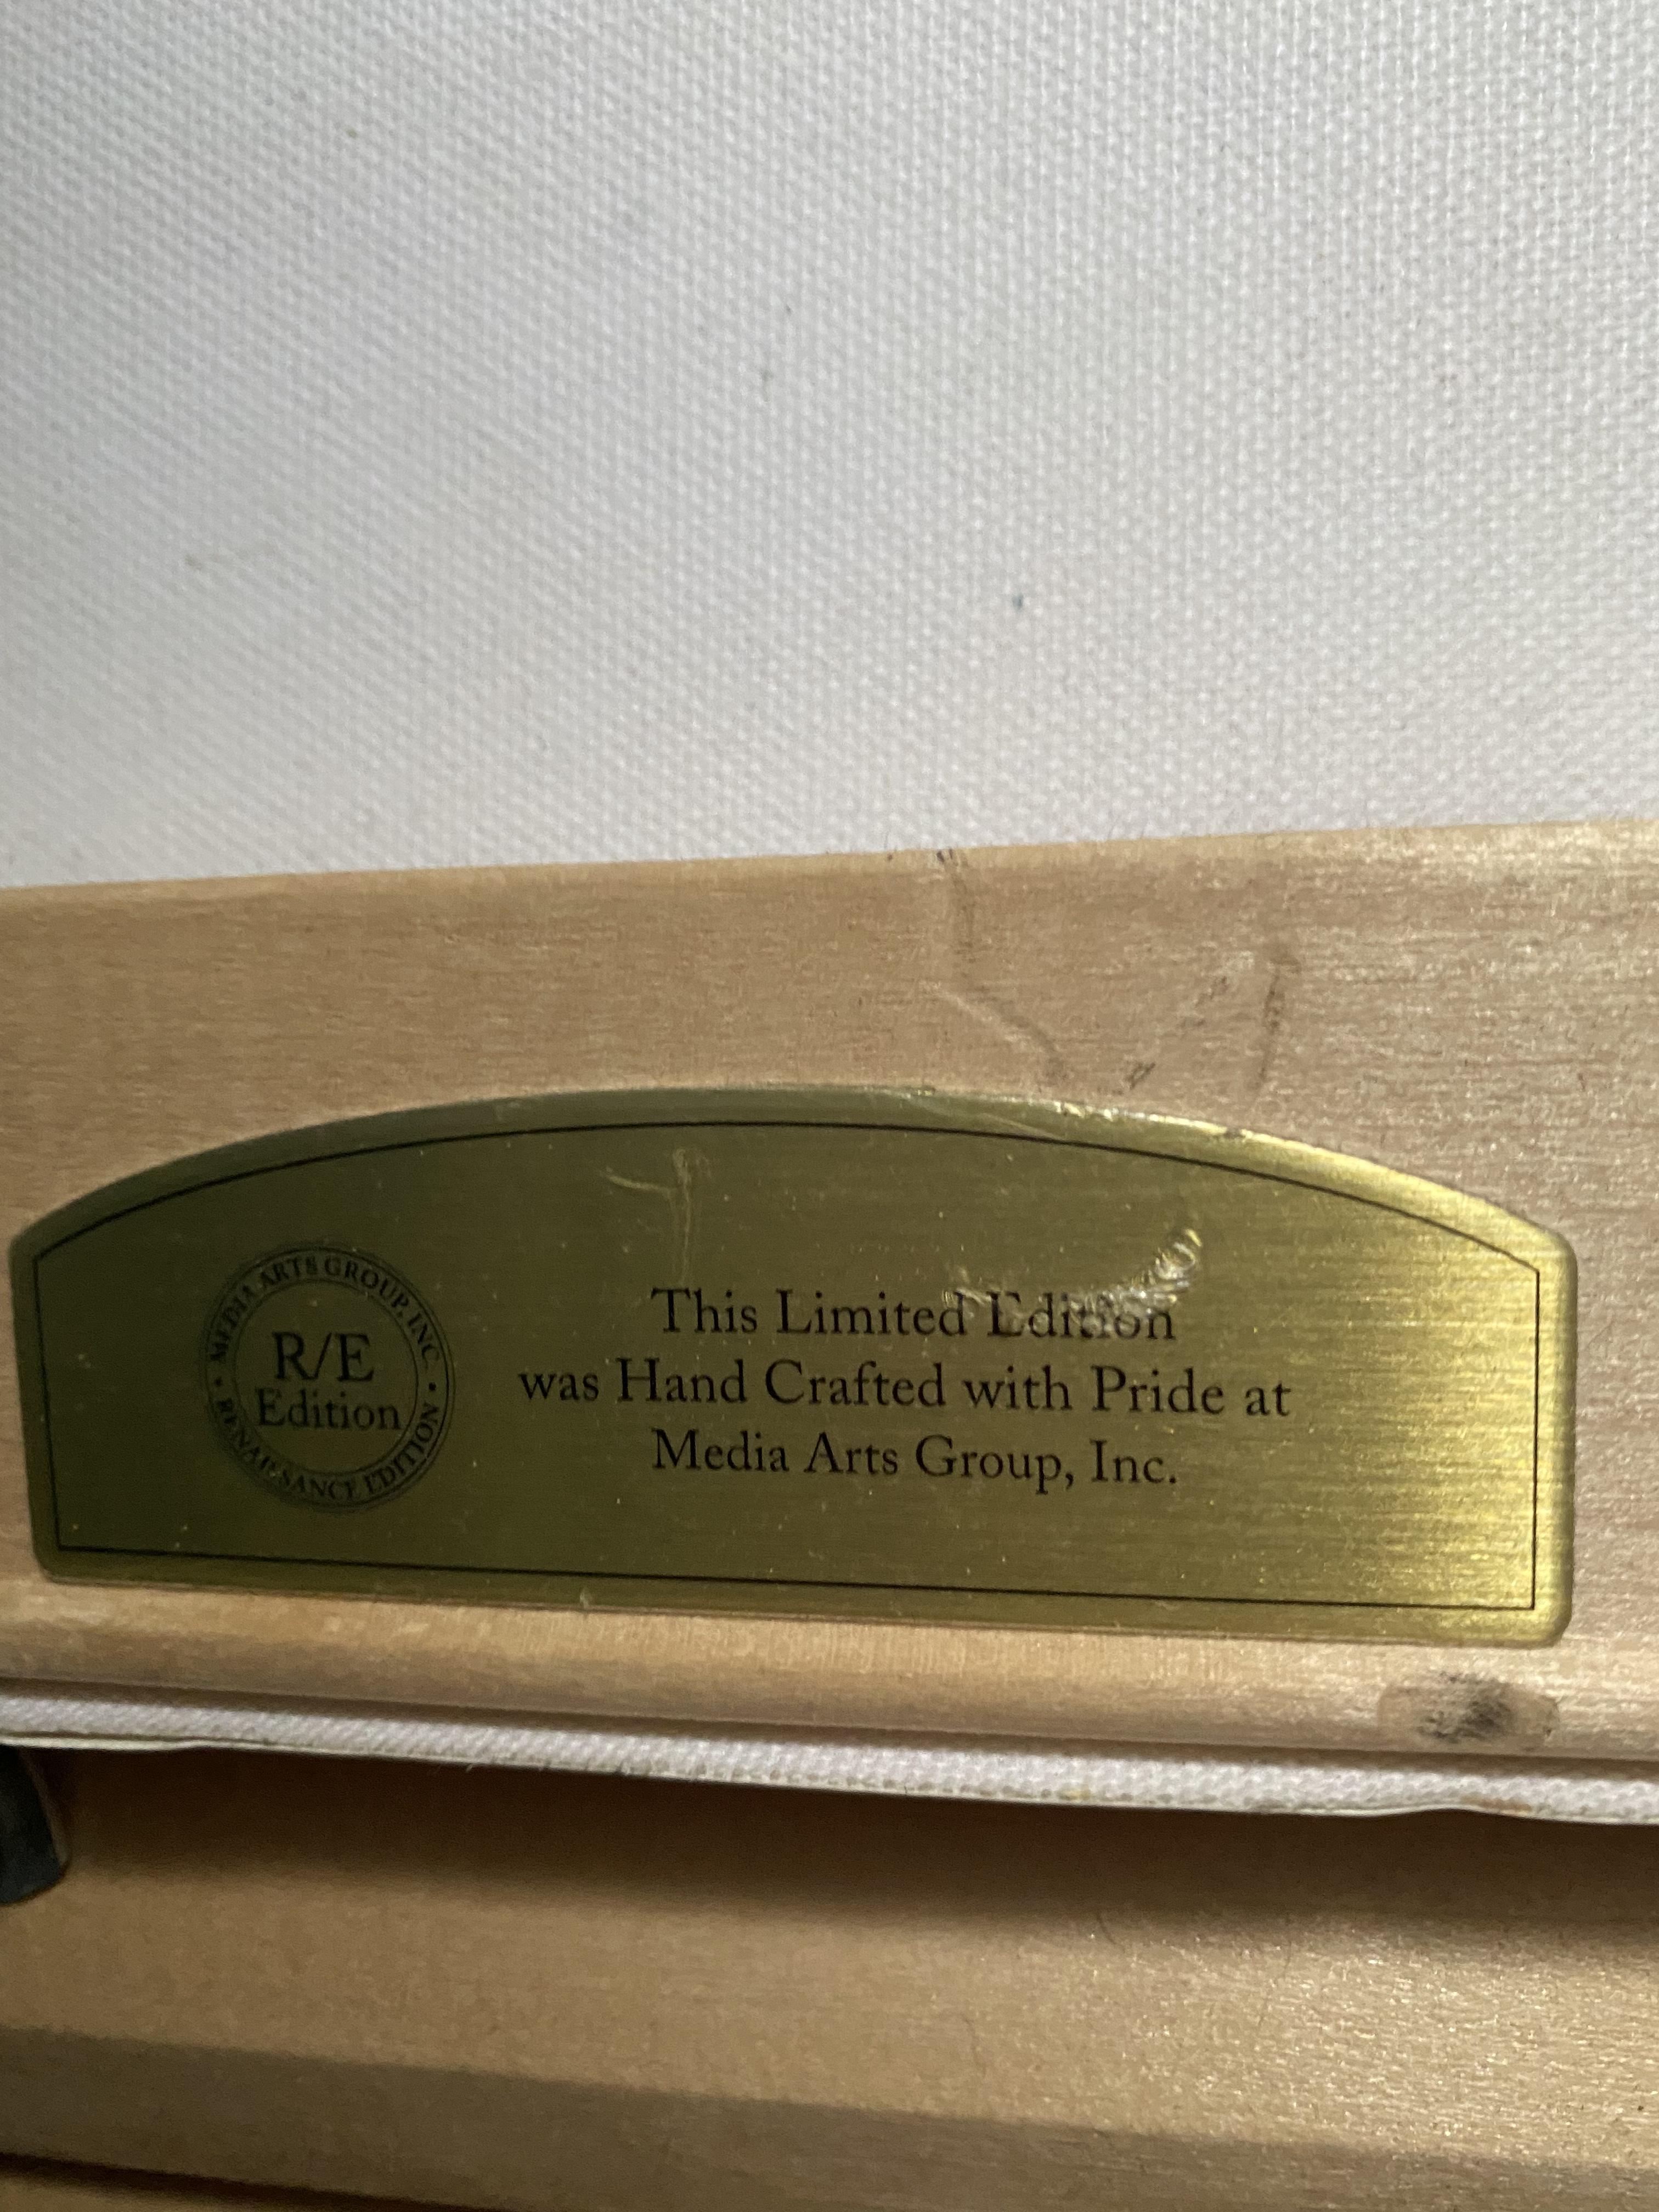 MEDIA ARTS GROUP, INC.
R/E
Edition
RENAISSANCE EDITION
This Limited Edition
was Hand Crafted with Pride at
Media Arts Group, Inc.